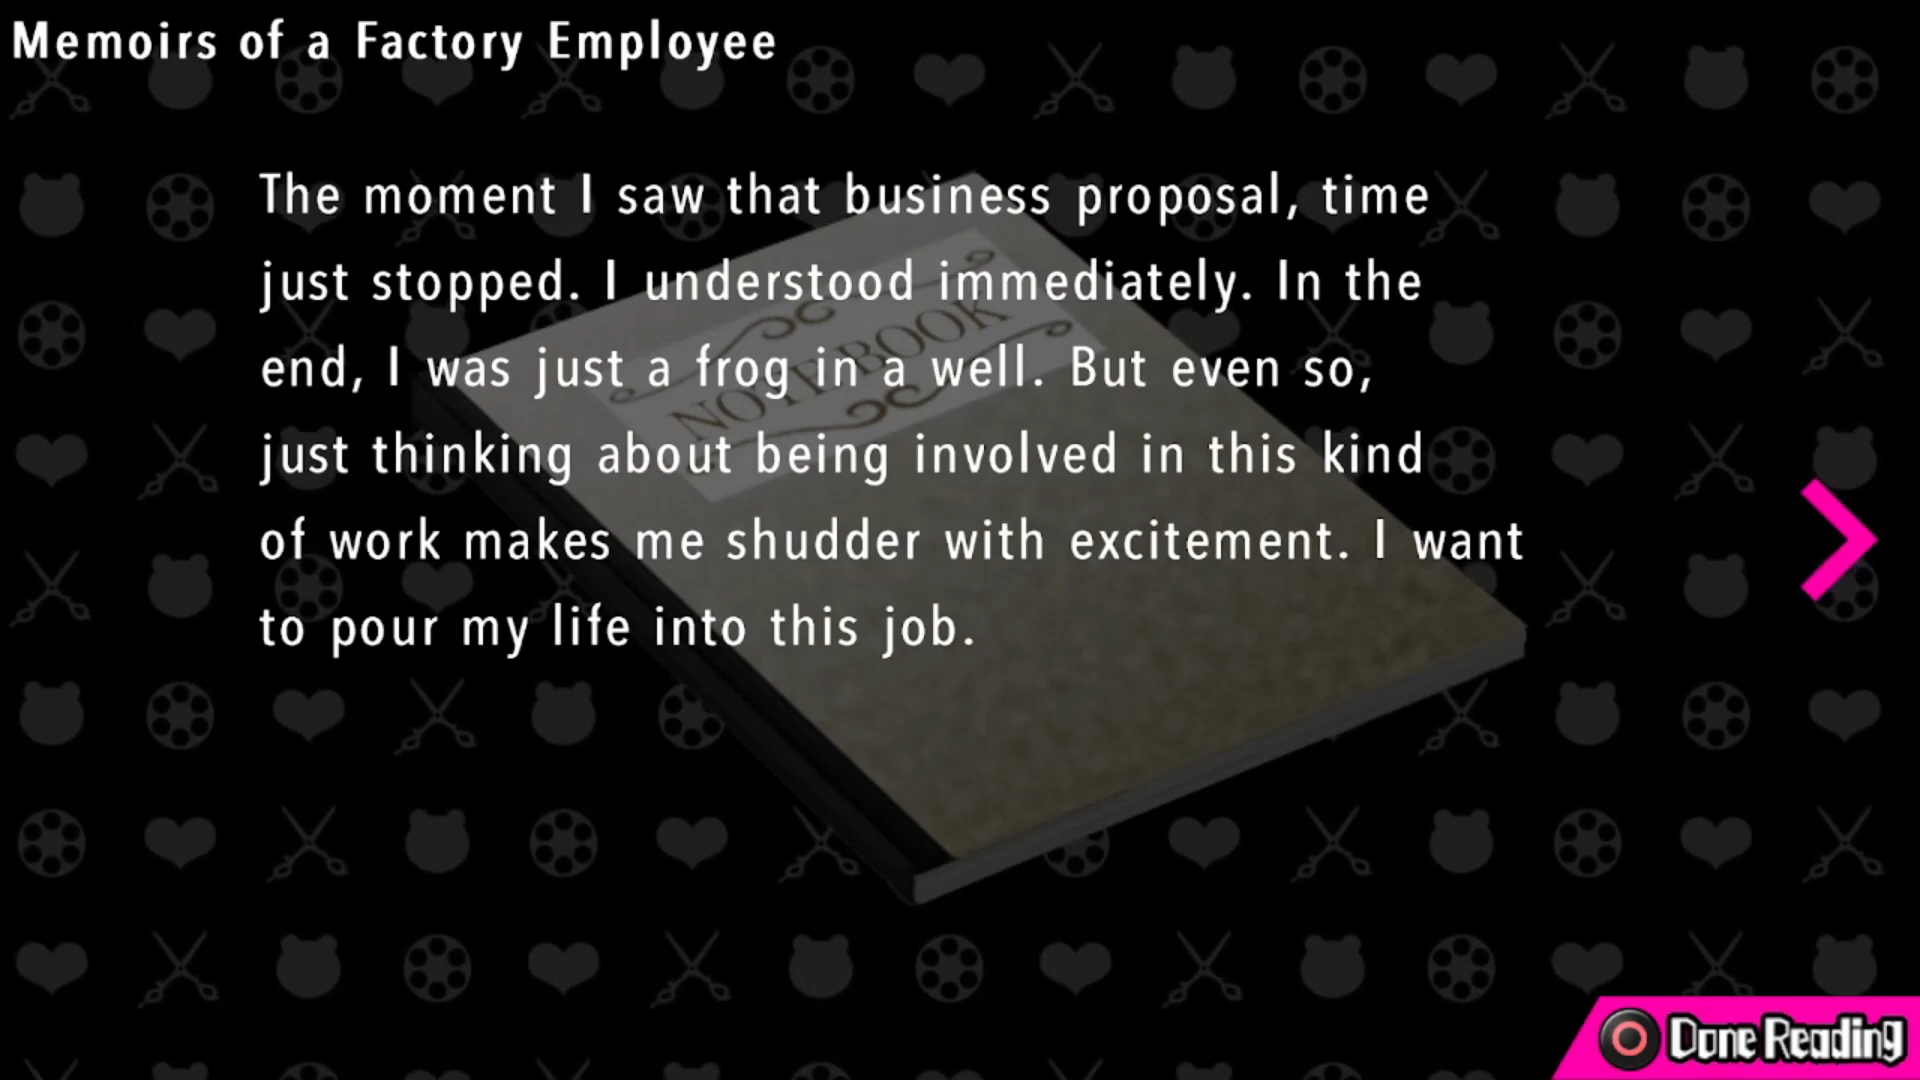 Memoirs of a Factory Employee
The moment I saw that business proposal, time
just stopped. I understood immediately. In the
end, I was just a frog in a well. But even so,
just thinking about being involved in this kind
of work makes me shudder with excitement. I want
to pour my life into this job.
NOTEBOOK
Done Reading